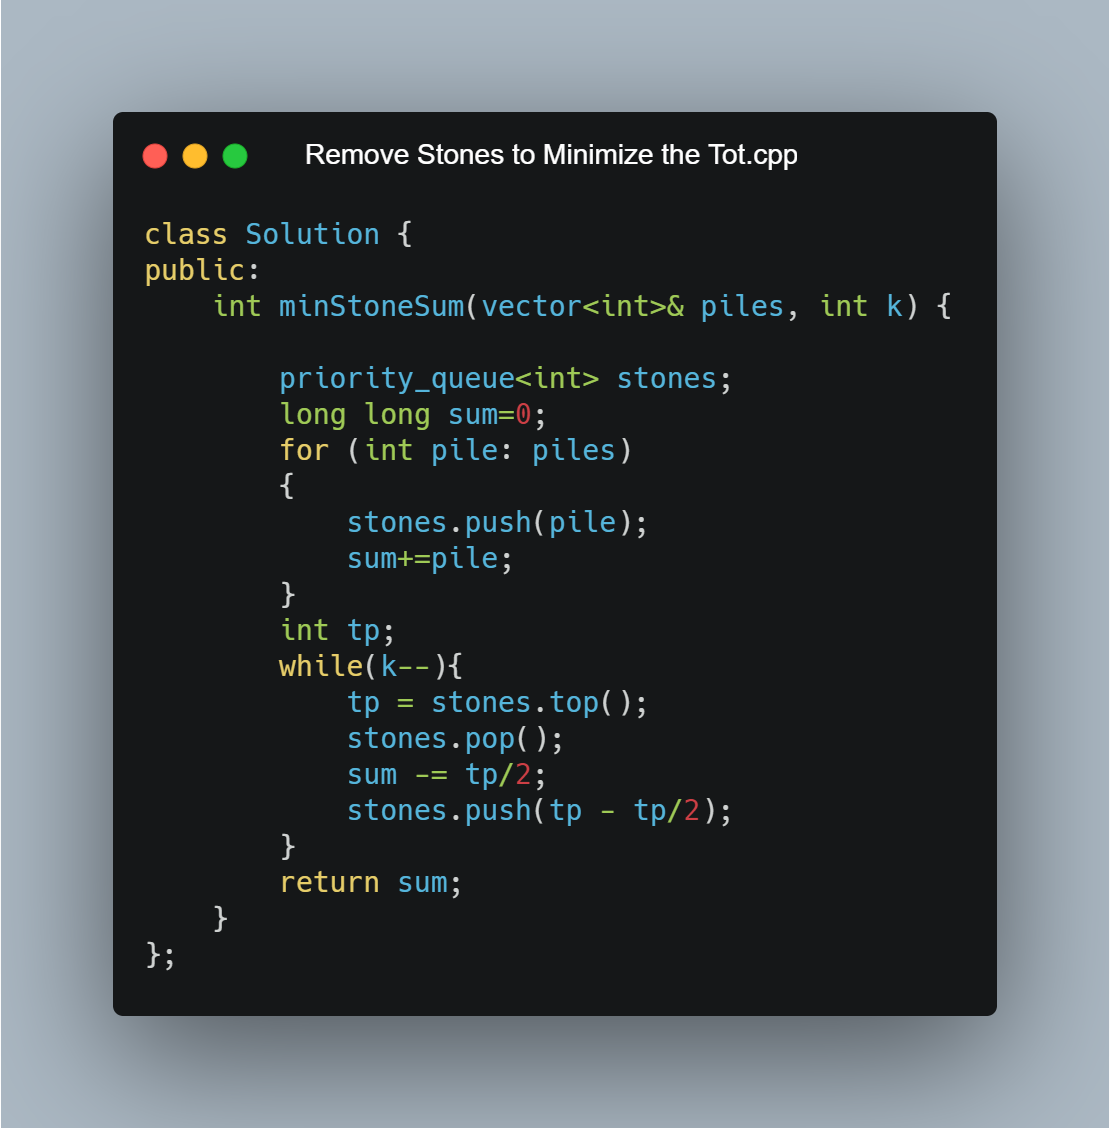 Remove Stones to Minimize the Tot.cpp
class Solution {
public:
    int minStoneSum(vector<int>& piles, int k) {
        priority_queue<int> stones;
        long long sum=0;
        for (int pile: piles)
        {
            stones.push(pile);
            sum+=pile;
        }
        int tp;
        while(k--){
            tp = stones.top();
            stones.pop();
            sum -= tp/2;
            stones.push(tp - tp/2);
        }
        return sum;
    }
};